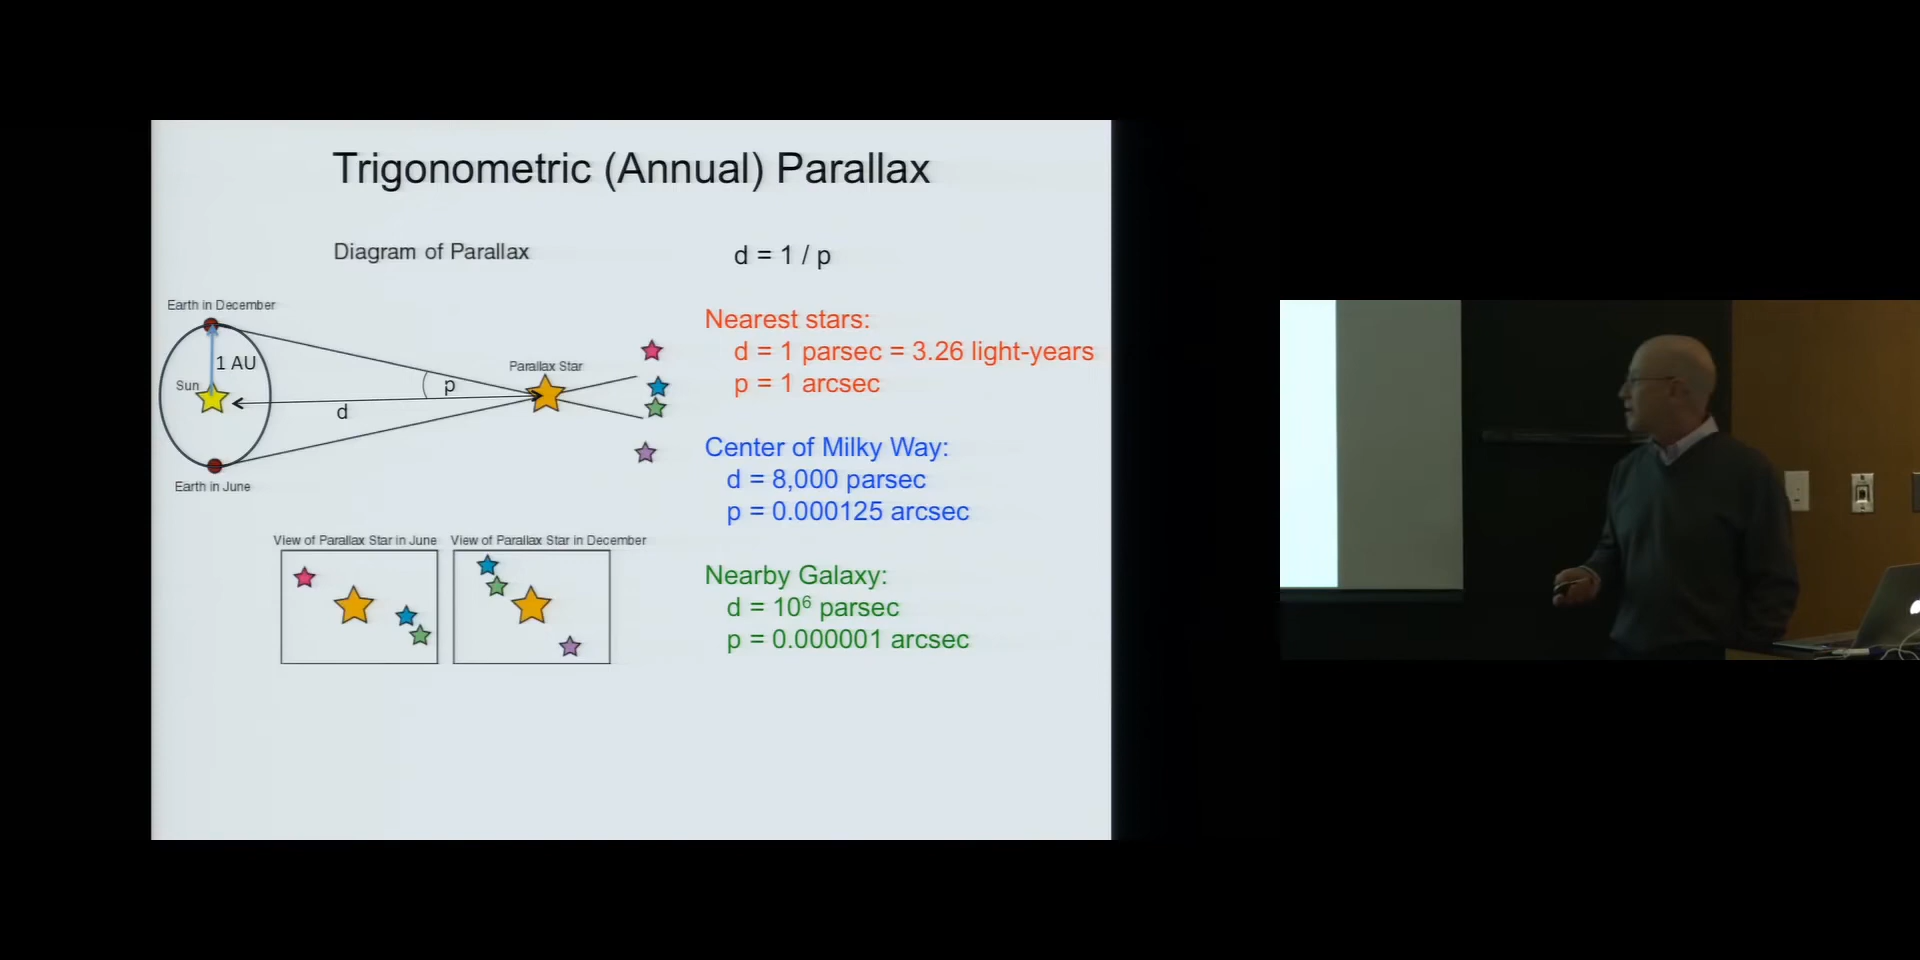 Trigonometric (Annual) Parallax
Diagram of Parallax
Earth in December
1 AU
Sun
Parallax Star
p
d
Earth in June
View of Parallax Star in June
View of Parallax Star in December
d = 1 / p
Nearest stars:
d = 1 parsec = 3.26 light-years
p = 1 arcsec
Center of Milky Way:
d = 8,000 parsec
p = 0.000125 arcsec
Nearby Galaxy:
d = 10⁶ parsec
p = 0.000001 arcsec